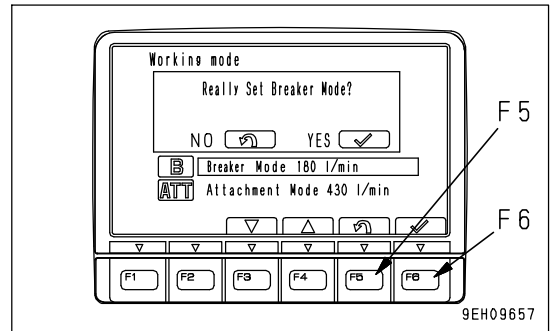 Working mode
Really Set Breaker Mode?
NO YES
B Breaker Mode 180 l/min
ATT Attachment Mode 430 l/min
F5
F6
F1 F2 F3 F4 F5 F6
9EH09657